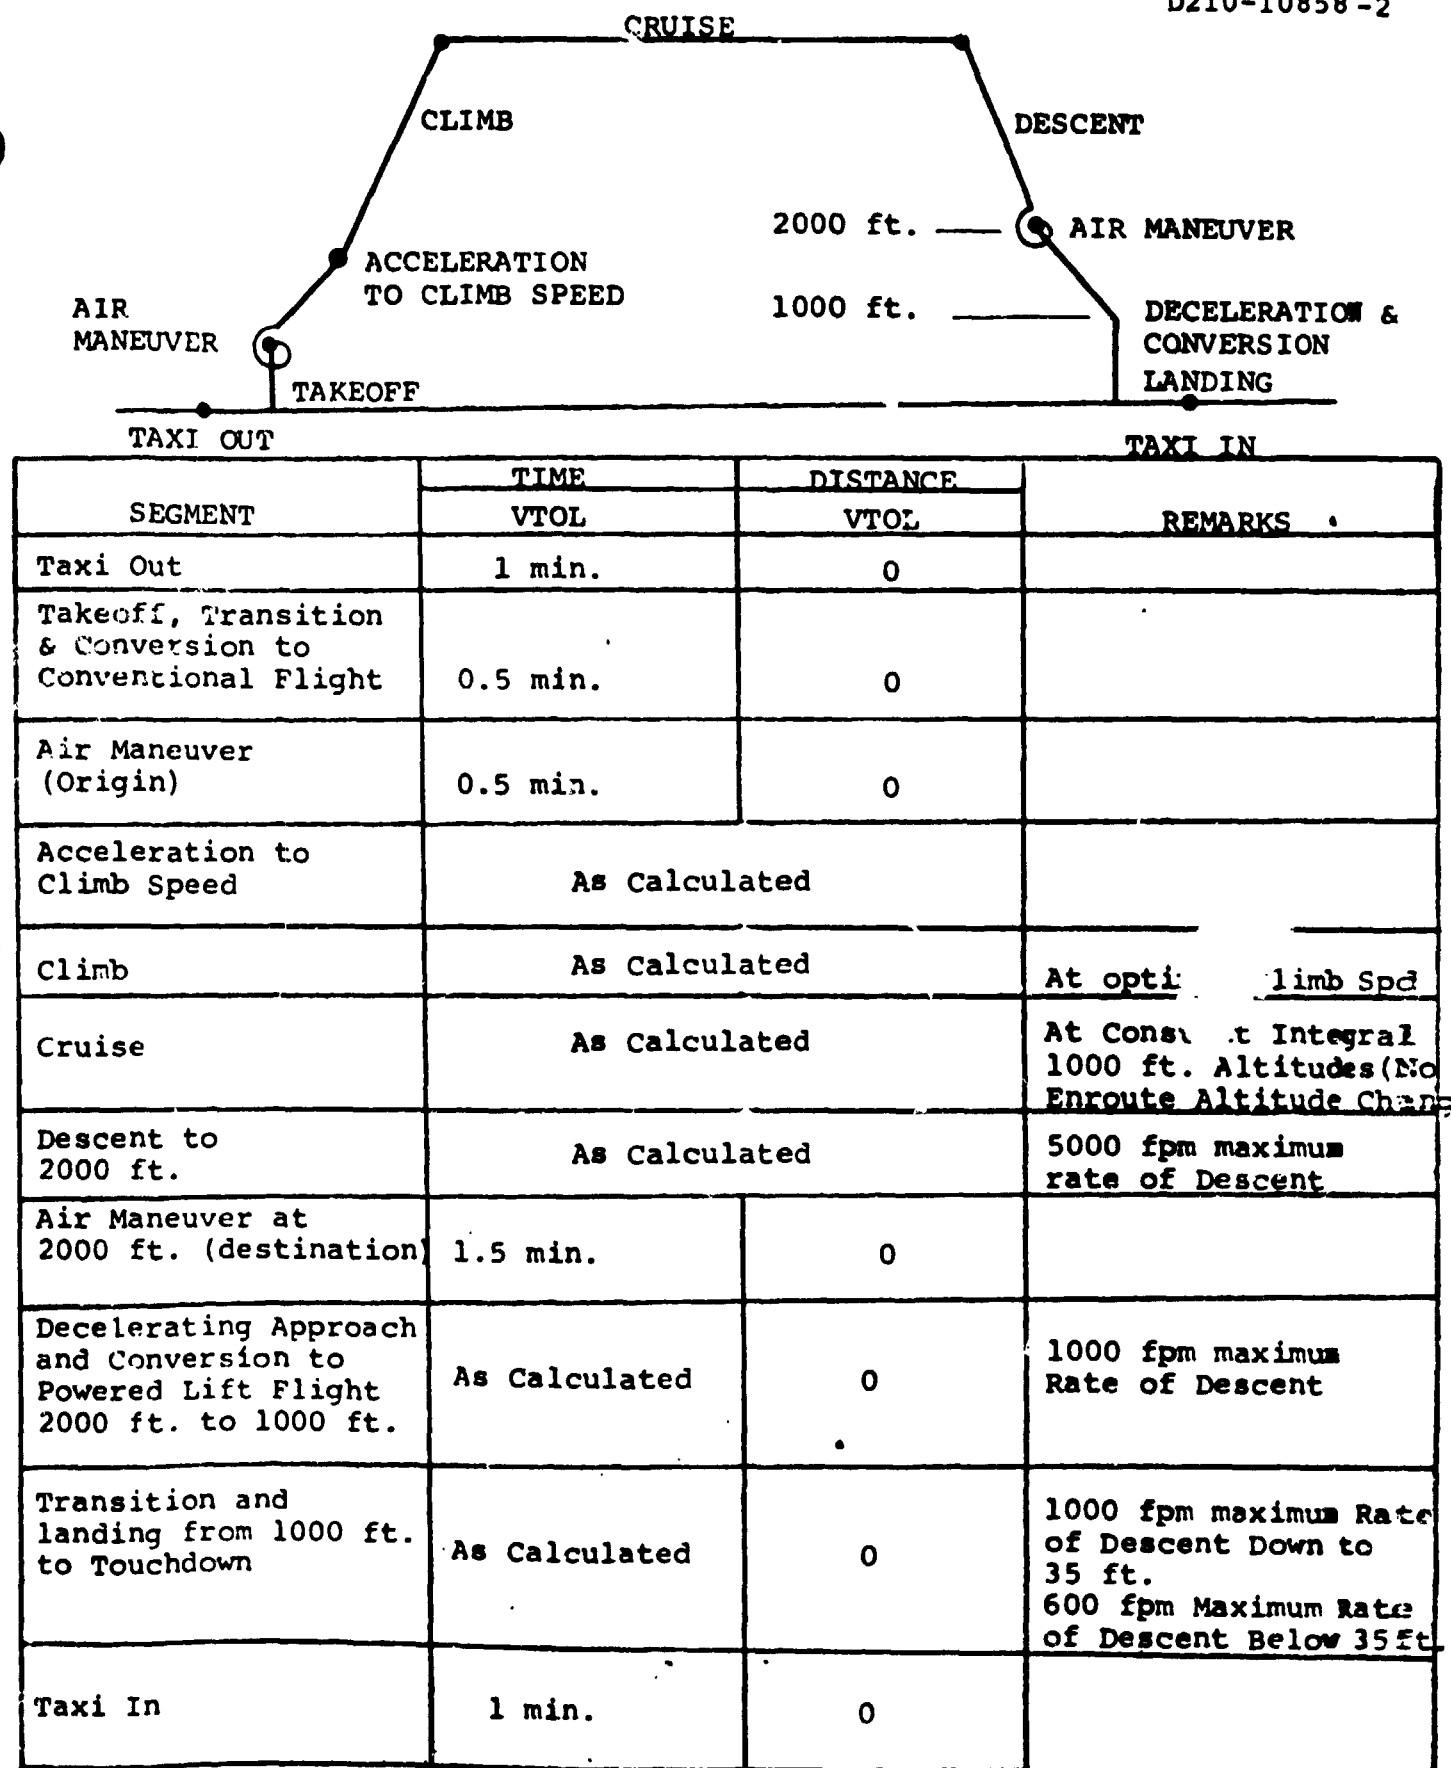 D210-10858-2
CRUISE
CLIMB
DESCENT
2000 ft.
AIR MANEUVER
ACCELERATION
TO CLIMB SPEED
AIR
MANEUVER
1000 ft.
DECELERATION &
CONVERSION
LANDING
TAKEOFF
TAXI OUT
TAXI IN
SEGMENT
TIME
VTOL
DISTANCE
VTOL
REMARKS
Taxi Out
1 min.
0
Takeoff, Transition
& Conversion to
Conventional Flight
0.5 min.
0
Air Maneuver
(Origin)
0.5 min.
0
Acceleration to
Climb Speed
As Calculated
Climb
As Calculated
At Spd
Cruise
As Calculated
At Integral
1000 ft. Altitudes (No
Enroute Altitude
Descent to
2000 ft.
As Calculated
5000 fpm maximum
rate of Descent
Air Maneuver at
2000 ft. (destination)
1.5 min.
0
Decelerating Approach
and Conversion to
Powered Lift Flight
2000 ft. to 1000 ft.
As Calculated
0
1000 fpm maximum
Rate of Descent
Transition and
landing from 1000 ft.
to Touchdown
As Calculated
0
1000 fpm maximum Rate
of Descent Down to
35 ft.
600 fpm Maximum Rate
of Descent Below 35 ft.
Taxi In
1 min.
0